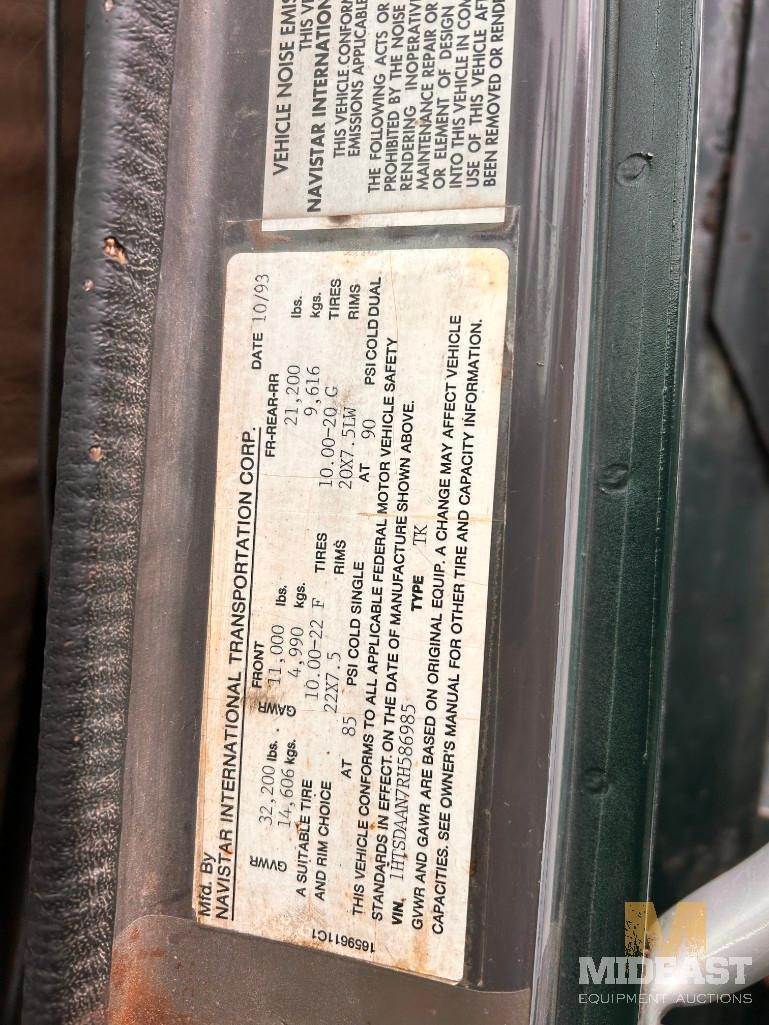 Mfd. By
NAVISTAR INTERNATIONAL TRANSPORTATION CORP. DATE 10/93
FRONT FR-REAR-RR
GVWR 32,200 lbs. GAWR 11,000 lbs. 21,200 lbs.
14,606 kgs. 4,990 kgs. 9,616 kgs.
A SUITABLE TIRE 10.00-22 F TIRES 10.00-20 G TIRES
AND RIM CHOICE 22X7.5 RIMS 20X7.5LW RIMS
AT 85 PSI COLD SINGLE AT 90 PSI COLD DUAL
THIS VEHICLE CONFORMS TO ALL APPLICABLE FEDERAL MOTOR VEHICLE SAFETY
STANDARDS IN EFFECT. ON THE DATE OF MANUFACTURE SHOWN ABOVE.
VIN. 1HTSDAAN7RH586985 TYPE TK
GVWR AND GAWR ARE BASED ON ORIGINAL EQUIP. A CHANGE MAY AFFECT VEHICLE
CAPACITIES. SEE OWNER'S MANUAL FOR OTHER TIRE AND CAPACITY INFORMATION.
1659611C1
VEHICLE NOISE
THIS
NAVISTAR INTERNATION
THIS VEHICLE CONFOR
EMISSIONS APPLICABLE
THE FOLLOWING ACTS OR
PROHIBITED BY THE NOISE
RENDERING INOPERATIV
MAINTENANCE REPAIR OR
OR ELEMENT OF DESIGN
INTO THIS VEHICLE IN CON
USE OF THIS VEHICLE AFT
BEEN REMOVED OR RENDE
M
MIDEAST
EQUIPMENT AUCTIONS